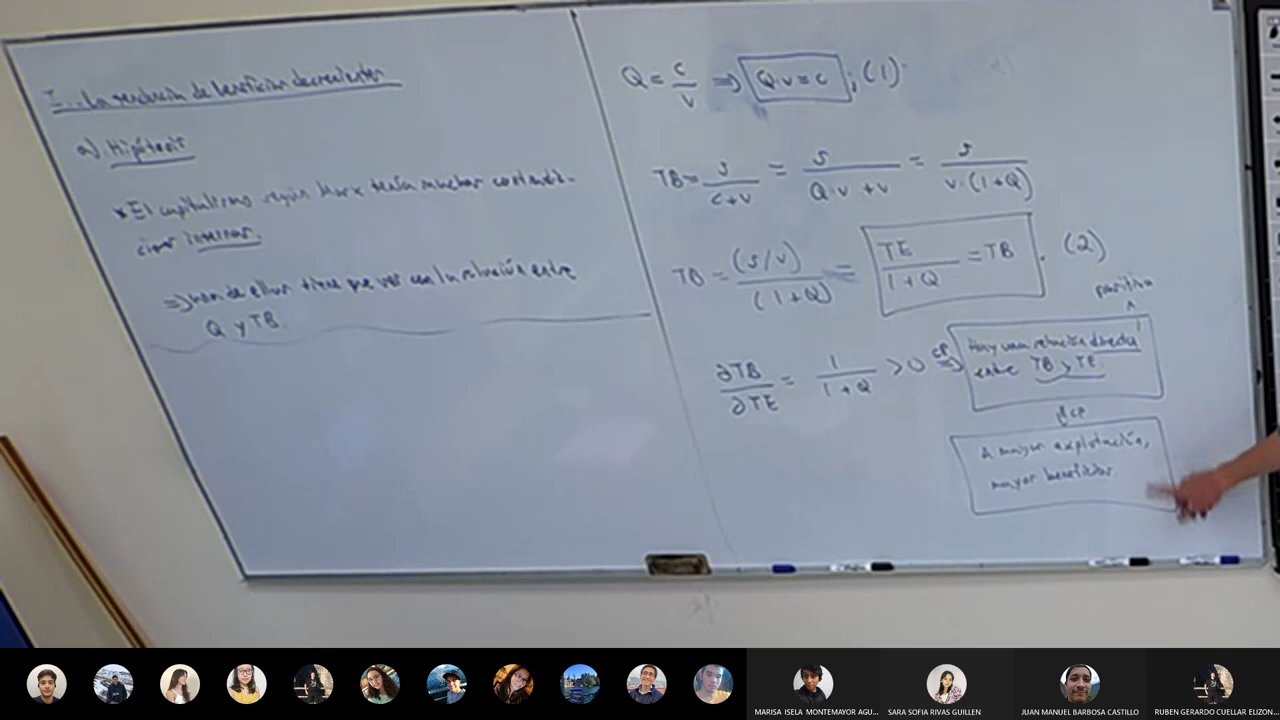 I. La tendencia de beneficios decrecientes
a). Hipótesis
* El capitalismo según Marx tenía muchas contradic-
ciones internas.
=> una de ellas tiene que ver con la relación entre
Q y TB.
Q = c/v => Q·v = c ; (1)
TB = s/(c+v) = s/(Q·v + v) = s/(v·(1+Q))
TB = (s/v)/(1+Q) = TE/(1+Q) = TB. (2)
positiva
∂TB/∂TE = 1/(1+Q) > 0 cp => Hay una relación directa
entre TB y TE
cp
A mayor explotación,
mayor beneficio.
MARISA ISELA MONTEMAYOR AGU... SARA SOFIA RIVAS GUILLEN JUAN MANUEL BARBOSA CASTILLO RUBEN GERARDO CUELLAR ELIZON...